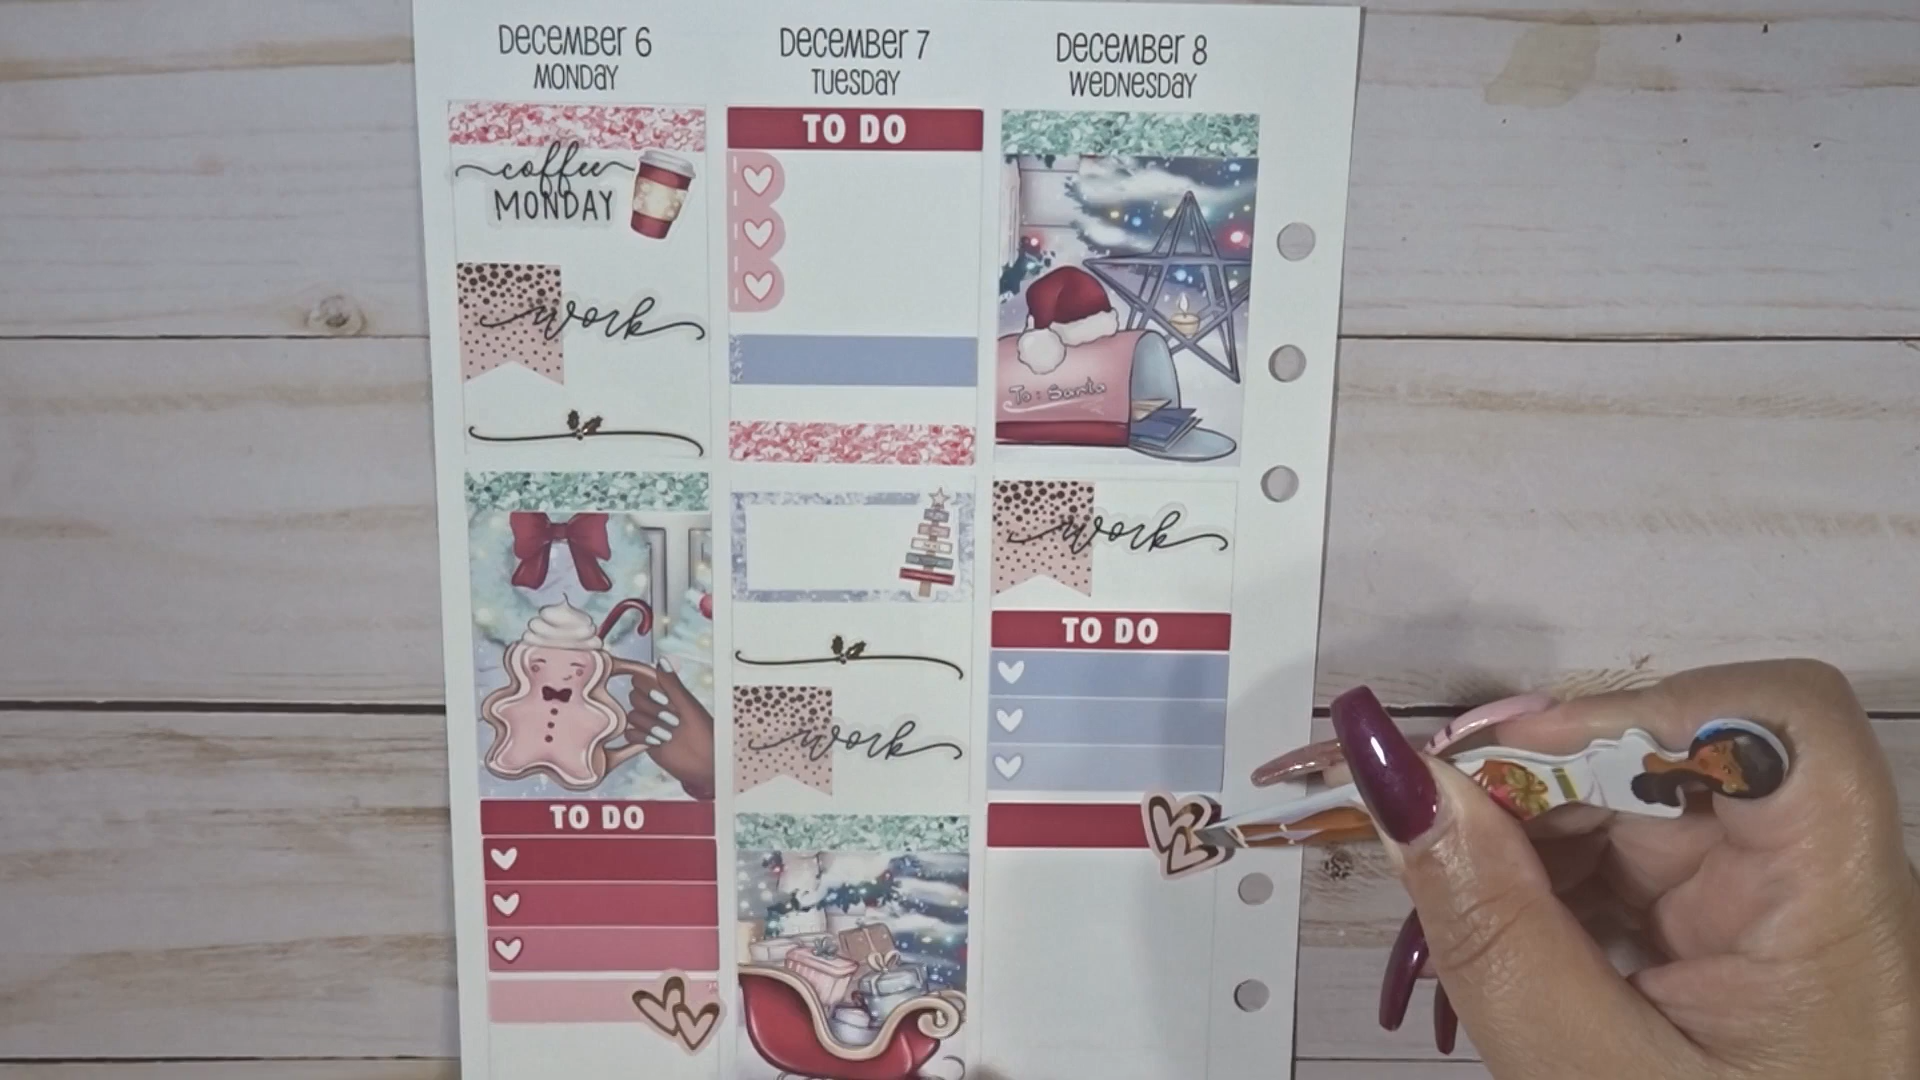 DECEMBER 6
MONDAY
coffee
MONDAY
work
TO DO
DECEMBER 7
TUESDAY
TO DO
work
DECEMBER 8
WEDNESDAY
To: Santa
work
TO DO